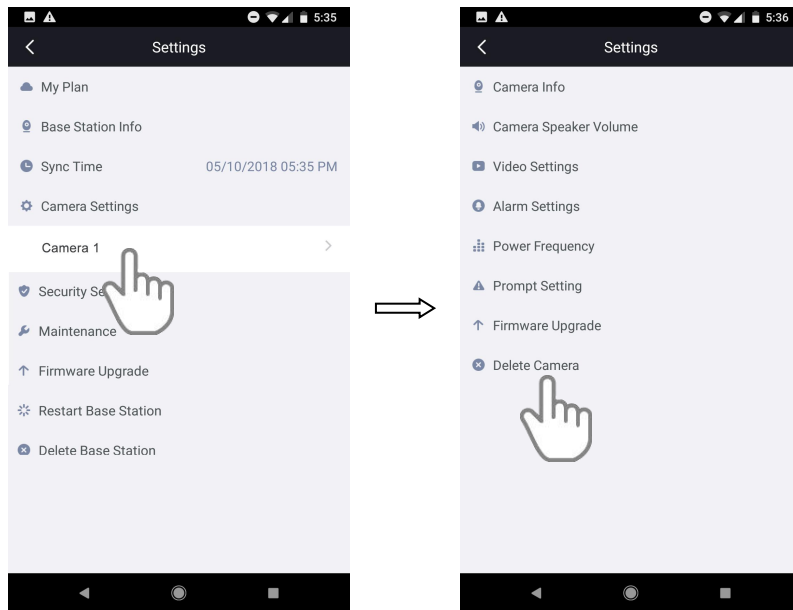 5:35
Settings
My Plan
Base Station Info
Sync Time 05/10/2018 05:35 PM
Camera Settings
Camera 1
Security Se
Maintenance
Firmware Upgrade
Restart Base Station
Delete Base Station
5:36
Settings
Camera Info
Camera Speaker Volume
Video Settings
Alarm Settings
Power Frequency
Prompt Setting
Firmware Upgrade
Delete Camera